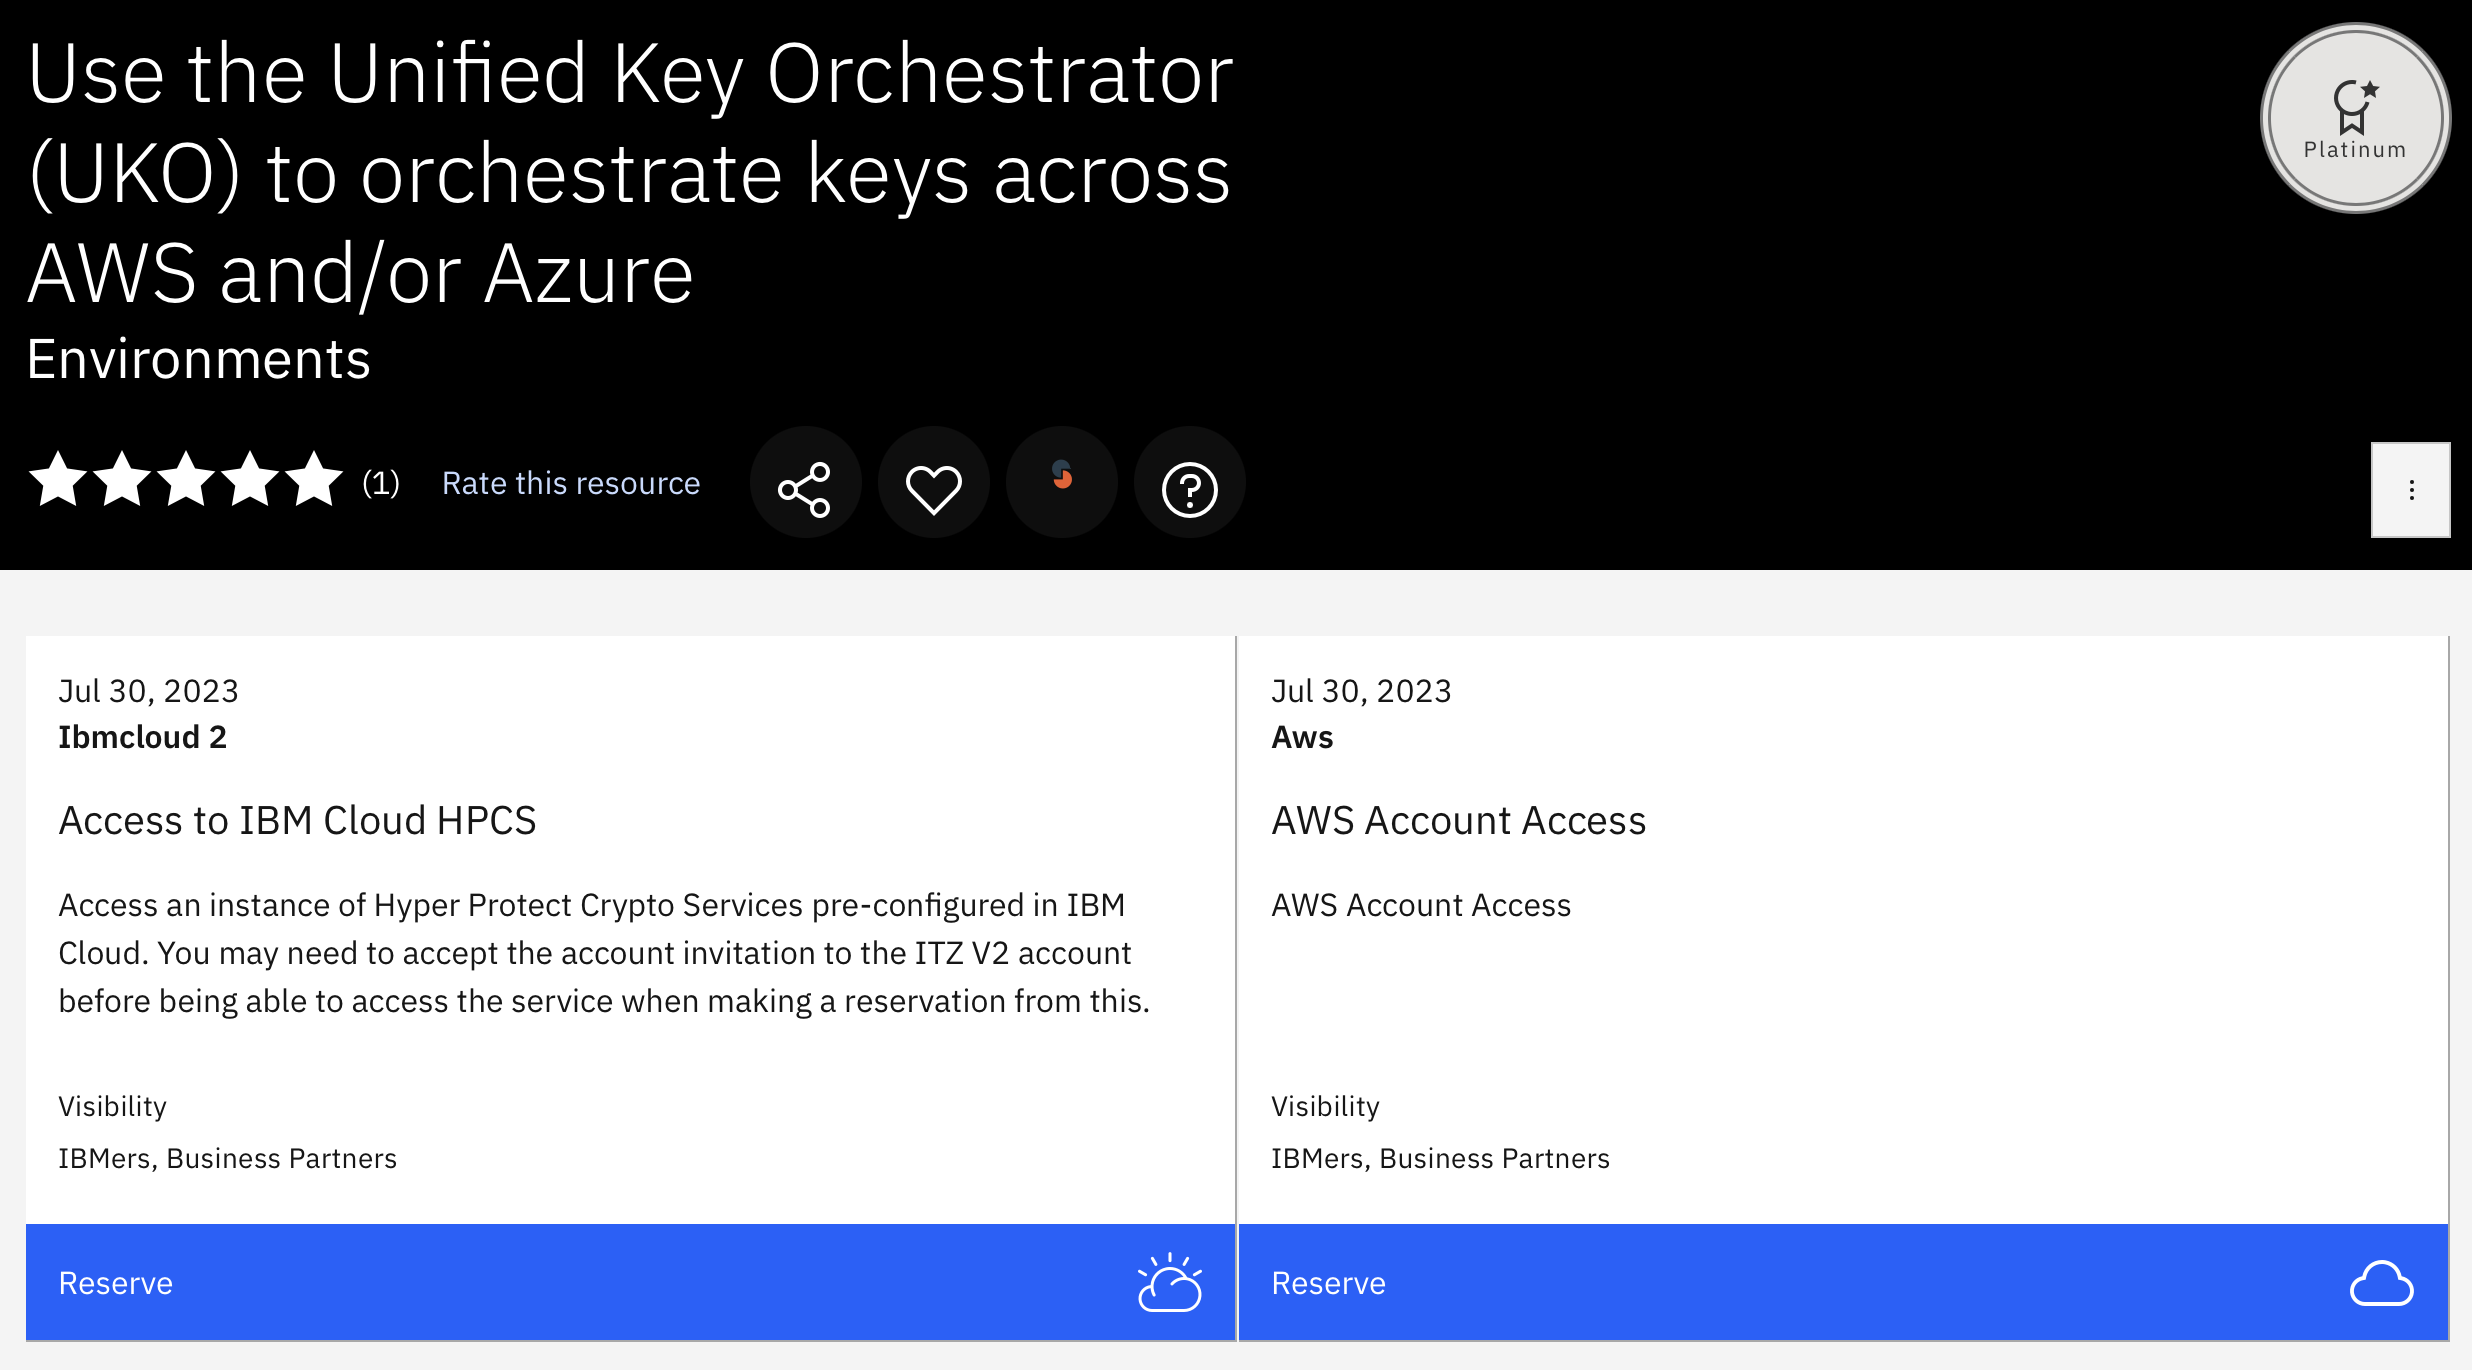 Use the Unified Key Orchestrator
(UKO) to orchestrate keys across
AWS and/or Azure
Environments
Platinum
(1) Rate this resource
Jul 30, 2023
Ibmcloud 2
Access to IBM Cloud HPCS
Access an instance of Hyper Protect Crypto Services pre-configured in IBM
Cloud. You may need to accept the account invitation to the ITZ V2 account
before being able to access the service when making a reservation from this.
Visibility
IBMers, Business Partners
Reserve
Jul 30, 2023
Aws
AWS Account Access
AWS Account Access
Visibility
IBMers, Business Partners
Reserve